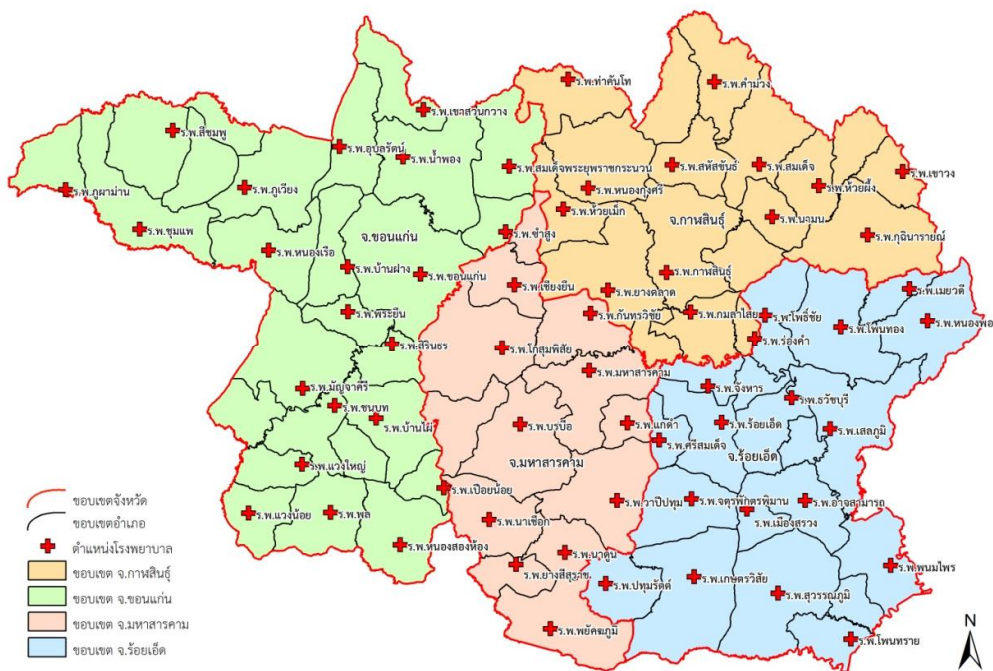 ร.พ.ท่าคันโท
ร.พ.คำม่วง
ร.พ.เขาสวนกวาง
ร.พ.สีชมพู
ร.พ.อุบลรัตน์
ร.พ.น้ำพอง
ร.พ.สมเด็จพระยุพราชกระนวน
ร.พ.สหัสขันธ์
ร.พ.สมเด็จ
ร.พ.เขาวง
ร.พ.ภูผาม่าน
ร.พ.ภูเวียง
ร.พ.หนองกุงศรี
ร.พ.ห้วยผึ้ง
ร.พ.ห้วยเม็ก
จ.กาฬสินธุ์
ร.พ.นามน
ร.พ.ชุมแพ
จ.ขอนแก่น
ร.พ.ซำสูง
ร.พ.กุฉินารายณ์
ร.พ.หนองเรือ
ร.พ.บ้านฝาง
ร.พ.ขอนแก่น
ร.พ.กาฬสินธุ์
ร.พ.เชียงยืน
ร.พ.ยางตลาด
ร.พ.เมยวดี
ร.พ.พระยืน
ร.พ.กันทรวิชัย
ร.พ.กมลาไสย
ร.พ.โพธิ์ชัย
ร.พ.โพนทอง
ร.พ.หนองพอก
ร.พ.สิรินธร
ร.พ.โกสุมพิสัย
ร.พ.ร่องคำ
ร.พ.มหาสารคาม
ร.พ.มัญจาคีรี
ร.พ.จังหาร
ร.พ.ธวัชบุรี
ร.พ.ชนบท
ร.พ.บ้านไผ่
ร.พ.บรบือ
ร.พ.แกดำ
ร.พ.ร้อยเอ็ด
ร.พ.เสลภูมิ
ร.พ.ศรีสมเด็จ
จ.ร้อยเอ็ด
ร.พ.แวงใหญ่
จ.มหาสารคาม
ร.พ.เปือยน้อย
ร.พ.วาปีปทุม
ร.พ.จตุรพักตรพิมาน
ร.พ.อาจสามารถ
ร.พ.แวงน้อย
ร.พ.พล
ร.พ.นาเชือก
ร.พ.เมืองสรวง
ร.พ.หนองสองห้อง
ร.พ.นาดูน
ร.พ.ยางสีสุราช
ร.พ.ปทุมรัตต์
ร.พ.เกษตรวิสัย
ร.พ.พนมไพร
ร.พ.สุวรรณภูมิ
ร.พ.พยัคฆภูมิ
ร.พ.โพนทราย
ขอบเขตจังหวัด
ขอบเขตอำเภอ
ตำแหน่งโรงพยาบาล
ขอบเขต จ.กาฬสินธุ์
ขอบเขต จ.ขอนแก่น
ขอบเขต จ.มหาสารคาม
ขอบเขต จ.ร้อยเอ็ด
N